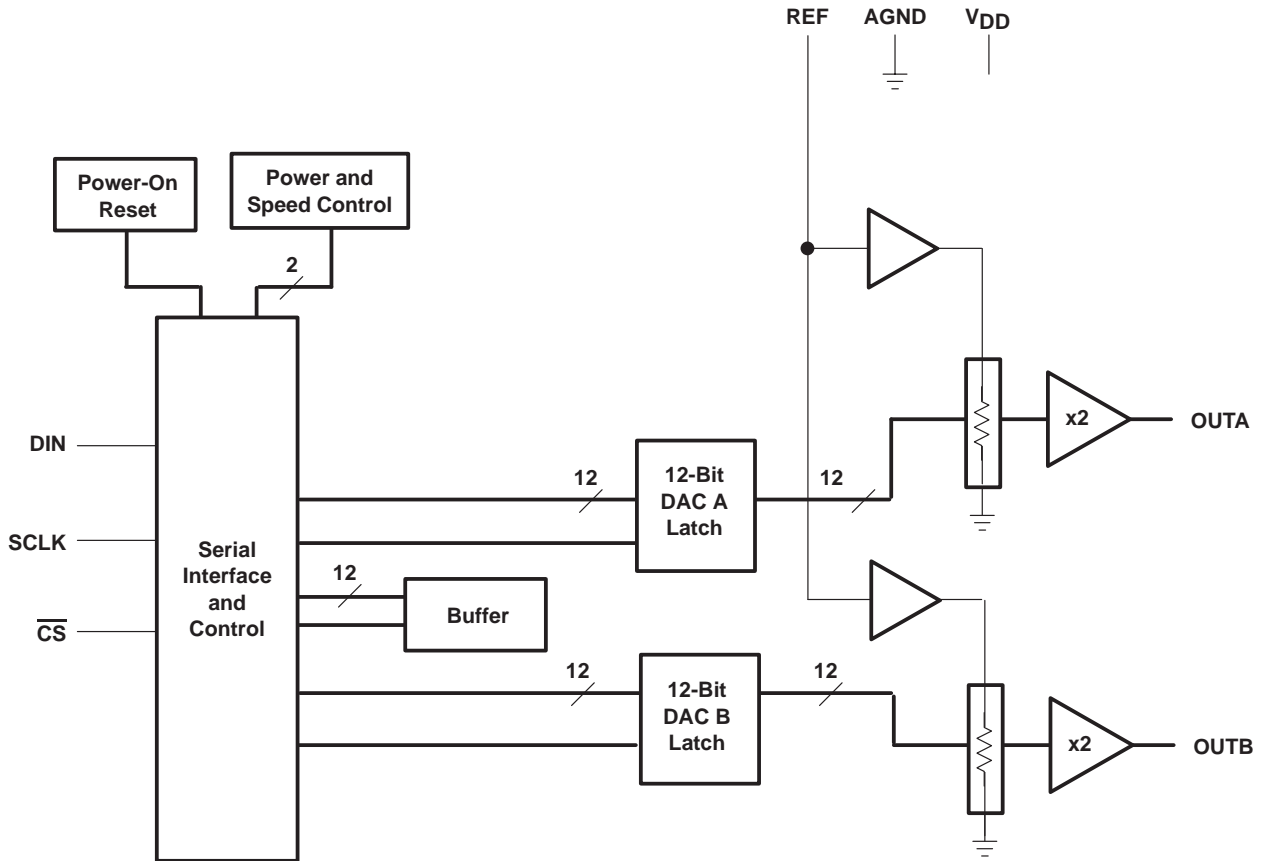 REF AGND VDD
Power-On
Reset
Power and
Speed Control
2
x2
OUTA
DIN
12
12-Bit
DAC A
Latch
12
SCLK
Serial
Interface
and
Control
12
Buffer
CS
12
12-Bit
DAC B
Latch
12
x2
OUTB